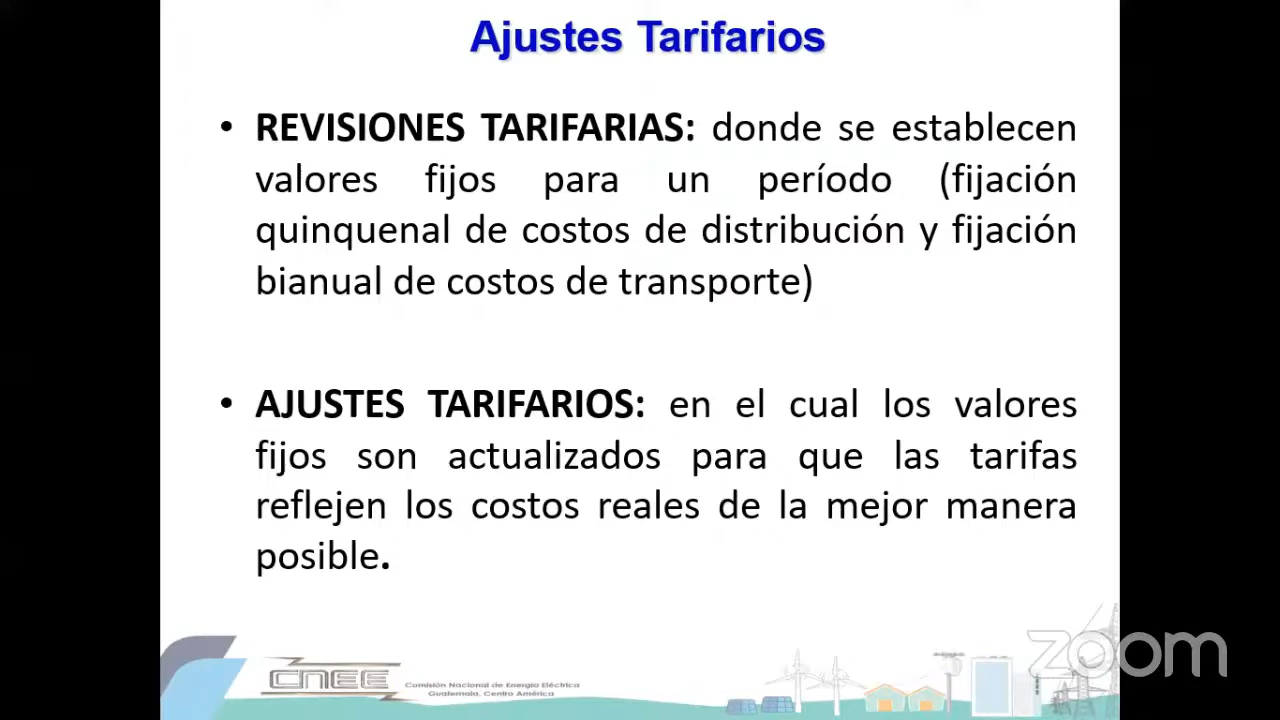 Ajustes Tarifarios
• REVISIONES TARIFARIAS: donde se establecen
valores fijos para un período (fijación
quinquenal de costos de distribución y fijación
bianual de costos de transporte)
• AJUSTES TARIFARIOS: en el cual los valores
fijos son actualizados para que las tarifas
reflejen los costos reales de la mejor manera
posible.
CNEE
Comisión Nacional de Energía Eléctrica
Guatemala, Centro América
zoom